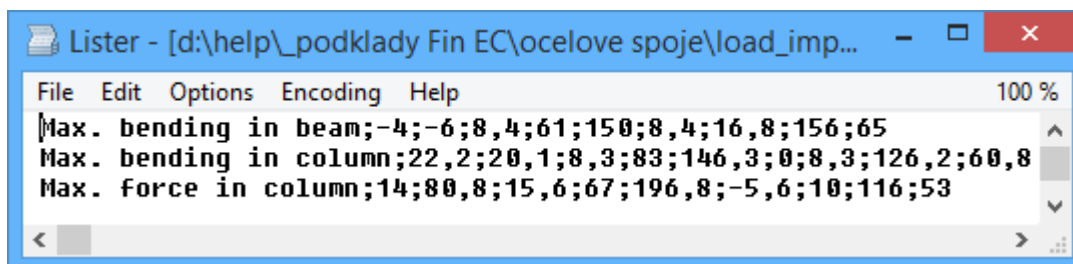 Lister - [d:\help\_podklady Fin EC\ocelove spoje\load_imp...
File Edit Options Encoding Help 100 %
Max. bending in beam;-4;-6;8,4;61;150;8,4;16,8;156;65
Max. bending in column;22,2;20,1;8,3;83;146,3;0;8,3;126,2;60,8
Max. force in column;14;80,8;15,6;67;196,8;-5,6;10;116;53